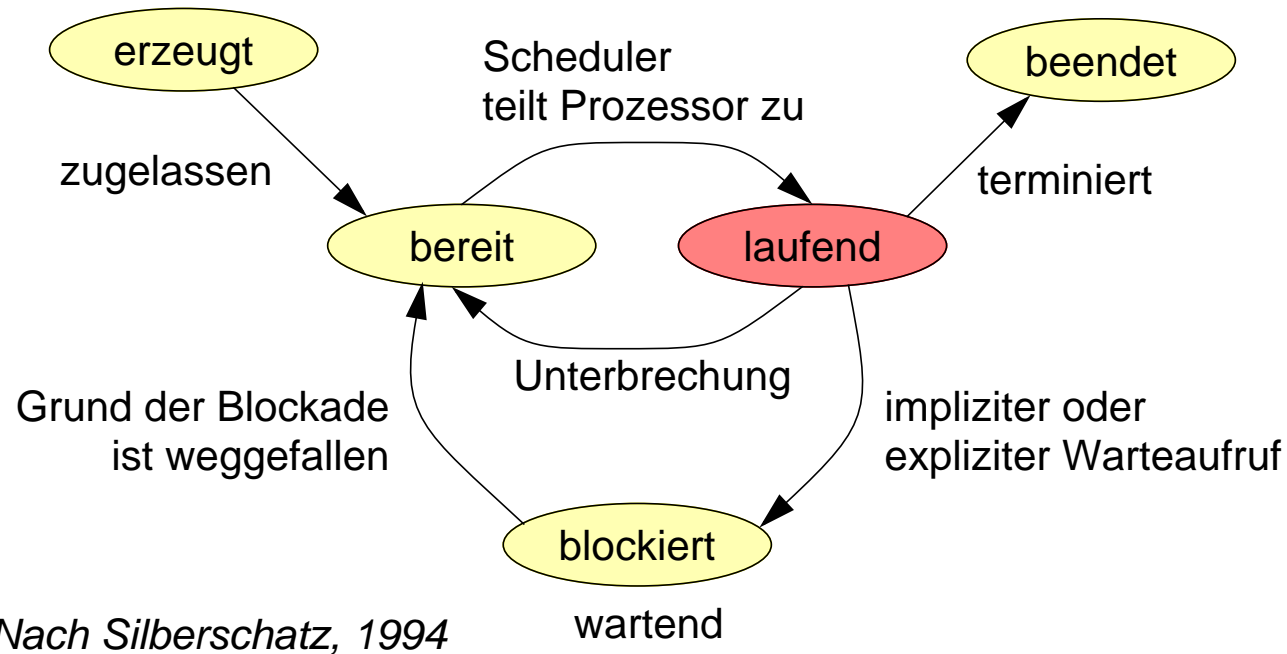 erzeugt
Scheduler
teilt Prozessor zu
beendet
zugelassen
terminiert
bereit
laufend
Unterbrechung
Grund der Blockade
ist weggefallen
impliziter oder
expliziter Warteaufruf
blockiert
wartend
Nach Silberschatz, 1994